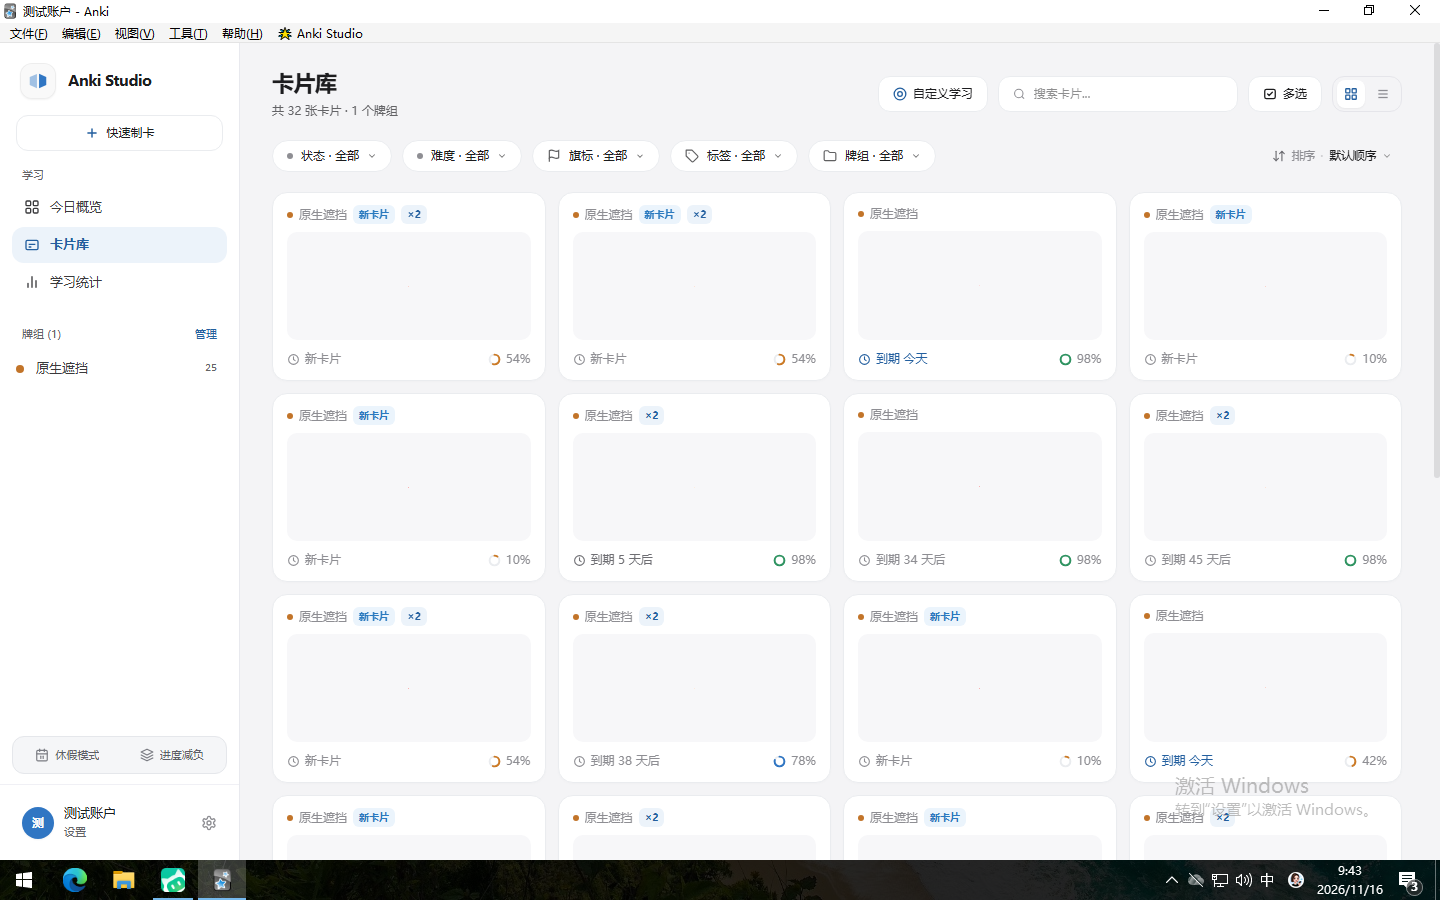 测试账户 - Anki
文件(F) 编辑(E) 视图(V) 工具(T) 帮助(H) Anki Studio
Anki Studio
快速制卡
学习
今日概览
卡片库
学习统计
牌组 (1) 管理
原生遮挡 25
休假模式 进度减负
测 测试账户
设置
卡片库
共 32 张卡片 · 1 个牌组
自定义学习 搜索卡片... 多选
状态 · 全部 难度 · 全部 旗标 · 全部 标签 · 全部 牌组 · 全部 排序 · 默认顺序
原生遮挡 新卡片 ×2
新卡片 54%
原生遮挡 新卡片 ×2
新卡片 54%
原生遮挡
到期 今天 98%
原生遮挡 新卡片
新卡片 10%
原生遮挡 新卡片
新卡片 10%
原生遮挡 ×2
到期 5 天后 98%
原生遮挡
到期 34 天后 98%
原生遮挡 ×2
到期 45 天后 98%
原生遮挡 新卡片 ×2
新卡片 54%
原生遮挡 ×2
到期 38 天后 78%
原生遮挡 新卡片
新卡片 10%
原生遮挡
到期 今天 42%
原生遮挡 新卡片
原生遮挡 ×2
原生遮挡 新卡片
原生遮挡 ×2
激活 Windows
转到“设置”以激活 Windows。
中
9:43
2026/11/16
3